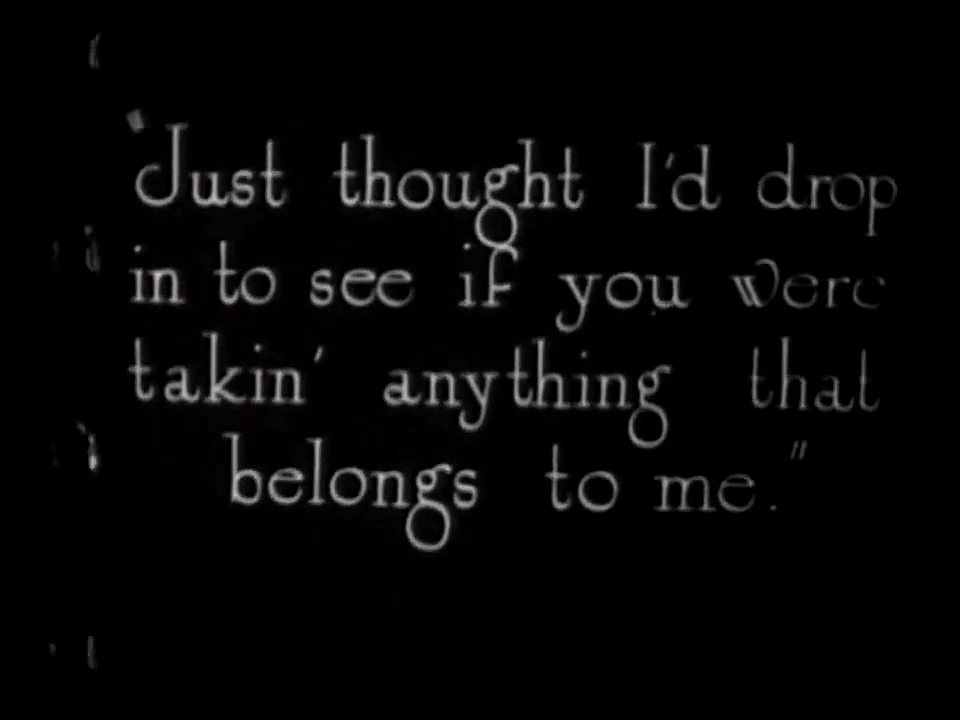 "Just thought I'd drop
in to see if you were
takin' anything that
belongs to me."